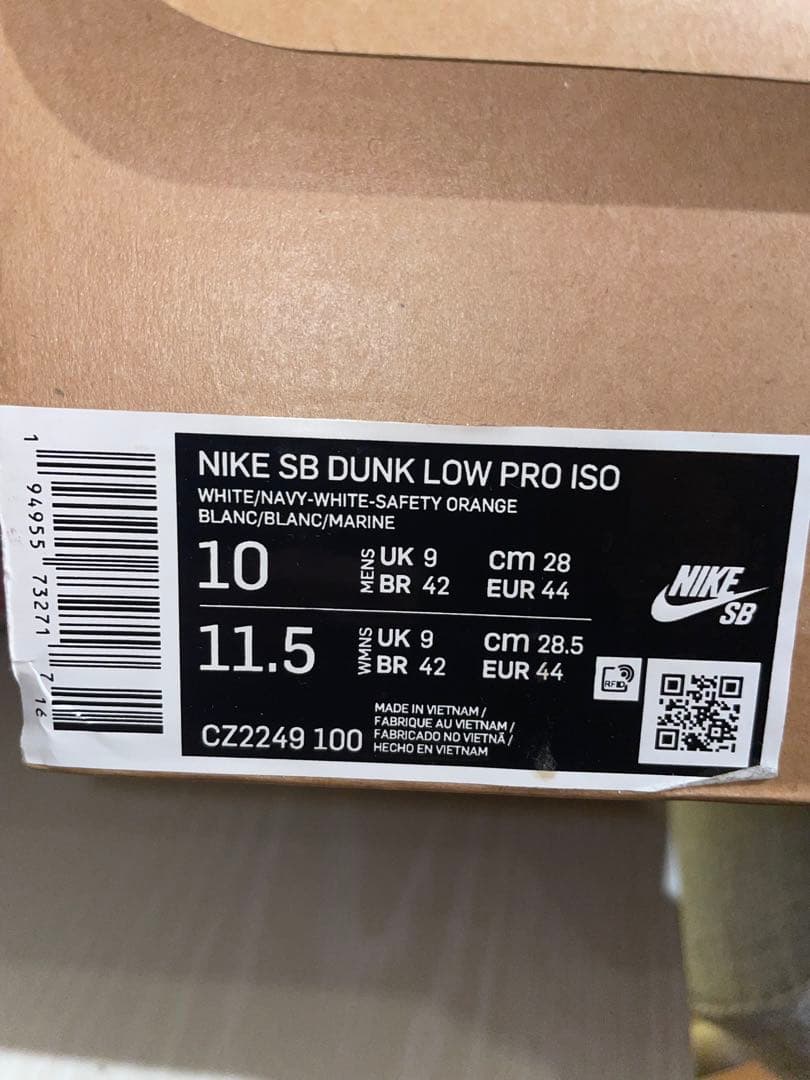 NIKE SB DUNK LOW PRO ISO
WHITE/NAVY-WHITE-SAFETY ORANGE
BLANC/BLANC/MARINE
10 MENS UK 9 cm 28
BR 42 EUR 44
11.5 WMNS UK 9 cm 28.5
BR 42 EUR 44
CZ2249 100
MADE IN VIETNAM /
FABRIQUE AU VIETNAM /
FABRICADO NO VIETNÃ /
HECHO EN VIETNAM
NIKE
SB
RFID
1 94955 73271 7 16